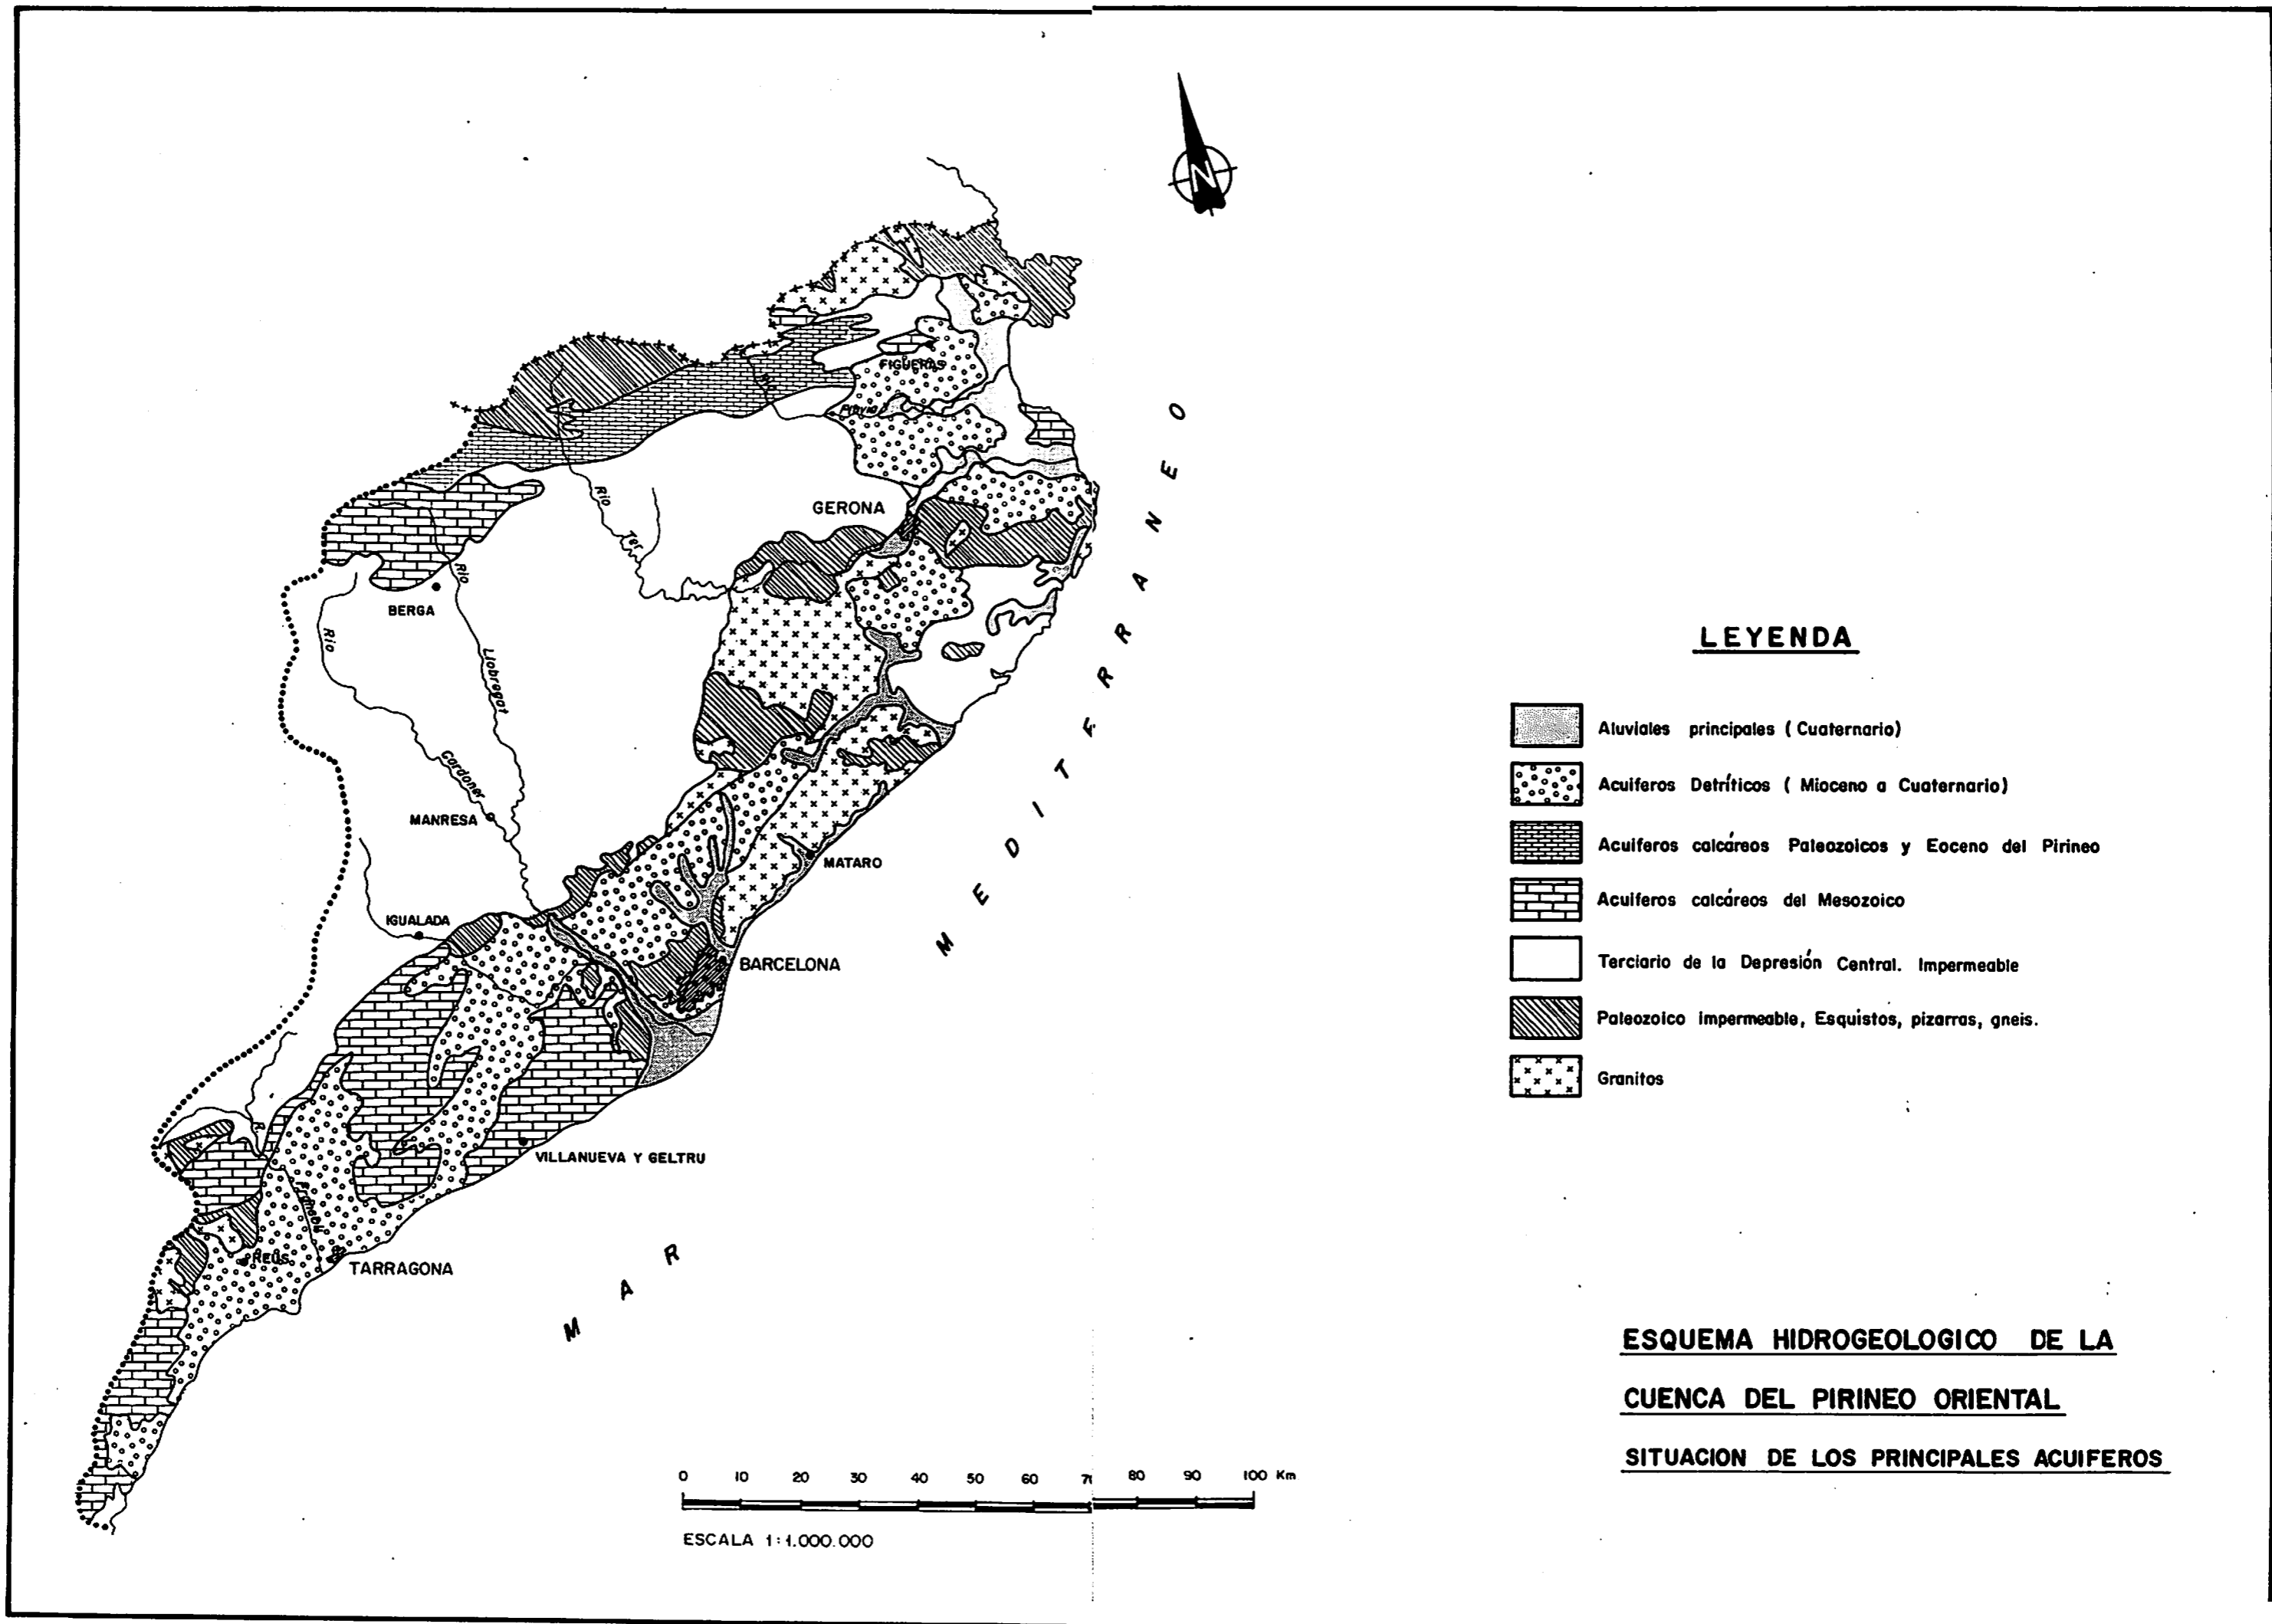 N
FIGUERAS
Rio
Fluvia
GERONA
Rio
Ter
Rio
BERGA
Rio
Llobregat
Cardoner
MANRESA
MATARO
IGUALADA
BARCELONA
VILLANUEVA Y GELTRU
R.
Francoli
REUS
TARRAGONA
MAR MEDITERRANEO
LEYENDA
Aluviales principales (Cuaternario)
Acuiferos Detríticos ( Mioceno a Cuaternario)
Acuiferos calcáreos Paleozoicos y Eoceno del Pirineo
Acuiferos calcáreos del Mesozoico
Terciario de la Depresión Central. Impermeable
Paleozoico impermeable, Esquistos, pizarras, gneis.
Granitos
ESQUEMA HIDROGEOLOGICO DE LA
CUENCA DEL PIRINEO ORIENTAL
SITUACION DE LOS PRINCIPALES ACUIFEROS
0 10 20 30 40 50 60 70 80 90 100 Km
ESCALA 1:1.000.000